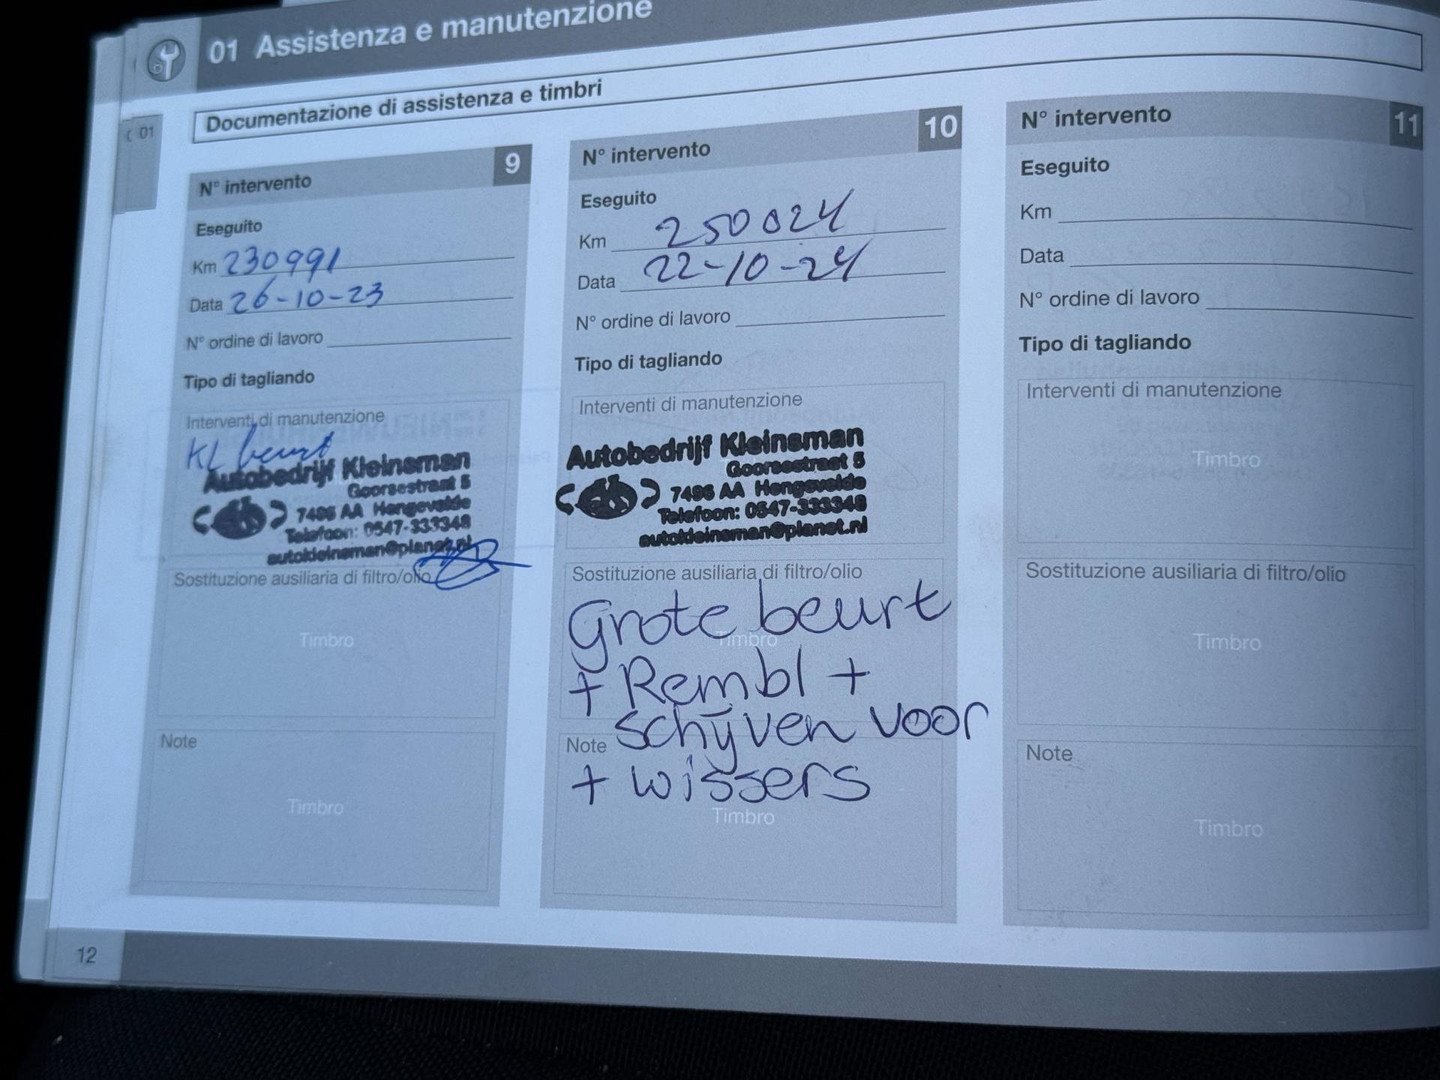 01 Assistenza e manutenzione
01
Documentazione di assistenza e timbri
N° intervento 9
Eseguito
Km 230991
Data 26-10-23
N° ordine di lavoro
Tipo di tagliando
Interventi di manutenzione
KL beurt
Autobedrijf Kleinsman
Goorsestraat 5
7496 AA Hengevelde
Telefoon: 0547-333348
autokleinsman@planet.nl
Sostituzione ausiliaria di filtro/olio
Timbro
Note
Timbro
N° intervento 10
Eseguito
Km 250024
Data 22-10-24
N° ordine di lavoro
Tipo di tagliando
Interventi di manutenzione
Autobedrijf Kleinsman
Goorsestraat 5
7496 AA Hengevelde
Telefoon: 0547-333348
autokleinsman@planet.nl
Sostituzione ausiliaria di filtro/olio
Grote beurt
Timbro
+ Rembl +
schijven voor
Note
+ wissers
Timbro
N° intervento 11
Eseguito
Km
Data
N° ordine di lavoro
Tipo di tagliando
Interventi di manutenzione
Timbro
Sostituzione ausiliaria di filtro/olio
Timbro
Note
Timbro
12